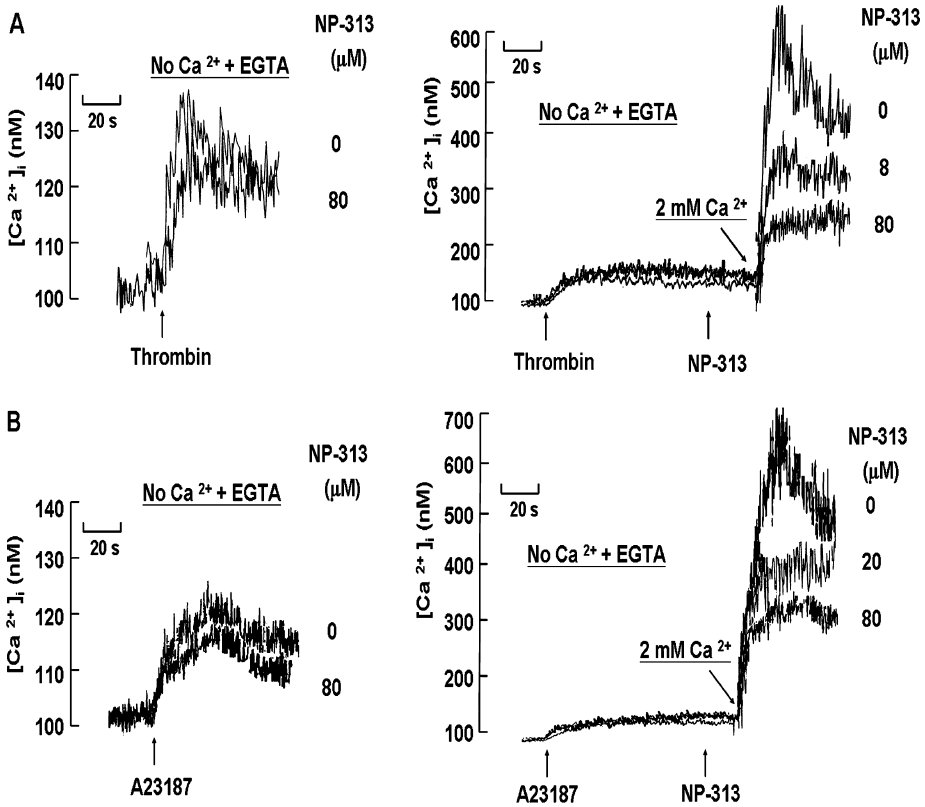 A
NP-313
(μM)
No Ca 2+ + EGTA
20 s
140
130
120
110
100
[Ca 2+ ]i (nM)
0
80
Thrombin
NP-313
(μM)
20 s
No Ca 2+ + EGTA
600
500
400
300
200
100
[Ca 2+ ]i (nM)
2 mM Ca 2+
0
8
80
Thrombin
NP-313
B
NP-313
(μM)
No Ca 2+ + EGTA
20 s
140
130
120
110
100
[Ca 2+ ]i (nM)
0
80
A23187
NP-313
(μM)
20 s
No Ca 2+ + EGTA
700
600
500
400
300
200
100
[Ca 2+ ]i (nM)
2 mM Ca 2+
0
20
80
A23187
NP-313